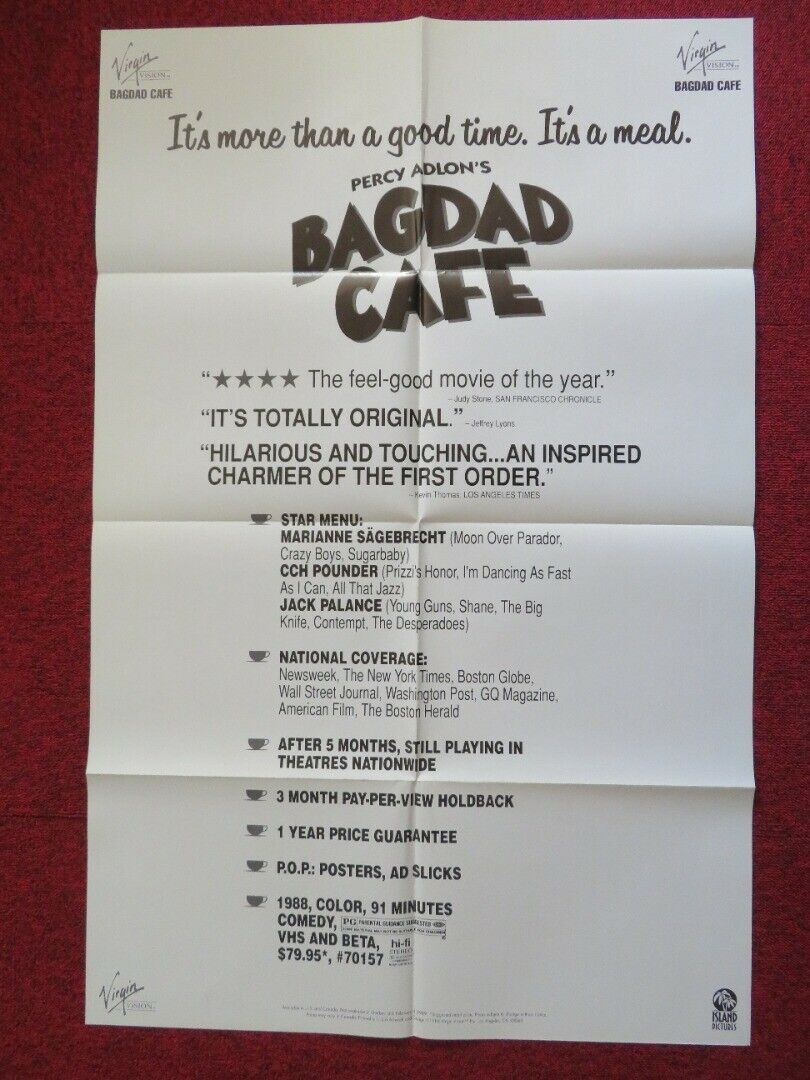 Virgin
VISION™
BAGDAD CAFE
Virgin
VISION™
BAGDAD CAFE
It's more than a good time. It's a meal.
PERCY ADLON'S
BAGDAD
CAFE
“★★★★ The feel-good movie of the year.”
– Judy Stone, SAN FRANCISCO CHRONICLE
“IT'S TOTALLY ORIGINAL.” – Jeffrey Lyons
“HILARIOUS AND TOUCHING...AN INSPIRED
CHARMER OF THE FIRST ORDER.”
– Kevin Thomas, LOS ANGELES TIMES
STAR MENU:
MARIANNE SÄGEBRECHT (Moon Over Parador,
Crazy Boys, Sugarbaby)
CCH POUNDER (Prizzi's Honor, I'm Dancing As Fast
As I Can, All That Jazz)
JACK PALANCE (Young Guns, Shane, The Big
Knife, Contempt, The Desperadoes)
NATIONAL COVERAGE:
Newsweek, The New York Times, Boston Globe,
Wall Street Journal, Washington Post, GQ Magazine,
American Film, The Boston Herald
AFTER 5 MONTHS, STILL PLAYING IN
THEATRES NATIONWIDE
3 MONTH PAY-PER-VIEW HOLDBACK
1 YEAR PRICE GUARANTEE
P.O.P.: POSTERS, AD SLICKS
1988, COLOR, 91 MINUTES
COMEDY, PG PARENTAL GUIDANCE SUGGESTED
VHS AND BETA, hi-fi
STEREO
$79.95*, #70157
Virgin
VISION™
ISLAND
PICTURES